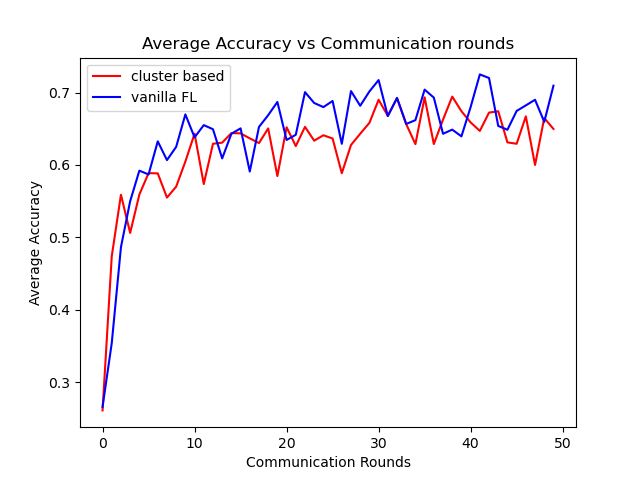 Average Accuracy vs Communication rounds
cluster based
vanilla FL
Average Accuracy
0.7
0.6
0.5
0.4
0.3
0 10 20 30 40 50
Communication Rounds